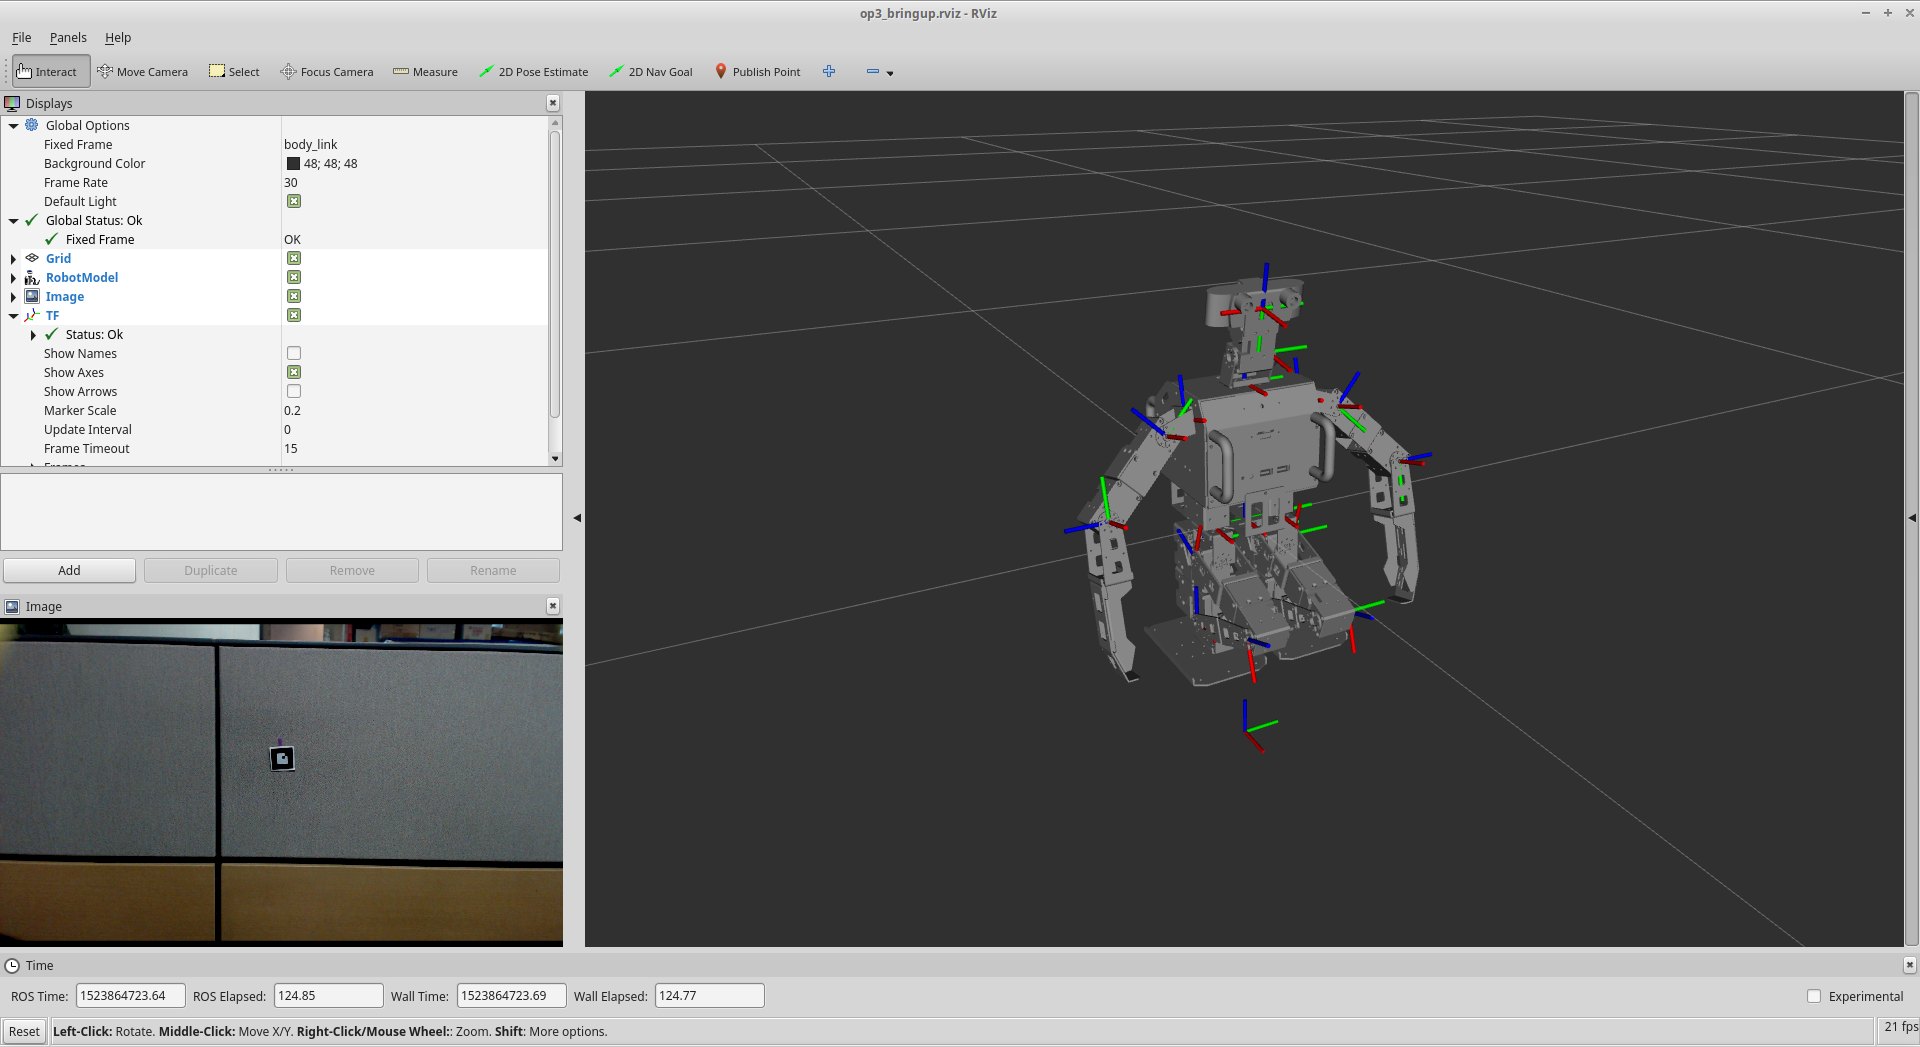 op3_bringup.rviz - RViz
File Panels Help
Interact Move Camera Select Focus Camera Measure 2D Pose Estimate 2D Nav Goal Publish Point
Displays
Global Options
Fixed Frame body_link
Background Color 48; 48; 48
Frame Rate 30
Default Light
Global Status: Ok
Fixed Frame OK
Grid
RobotModel
Image
TF
Status: Ok
Show Names
Show Axes
Show Arrows
Marker Scale 0.2
Update Interval 0
Frame Timeout 15
Frames
Add Duplicate Remove Rename
Image
Time
ROS Time: 1523864723.64 ROS Elapsed: 124.85 Wall Time: 1523864723.69 Wall Elapsed: 124.77 Experimental
Reset Left-Click: Rotate. Middle-Click: Move X/Y. Right-Click/Mouse Wheel:: Zoom. Shift: More options. 21 fps